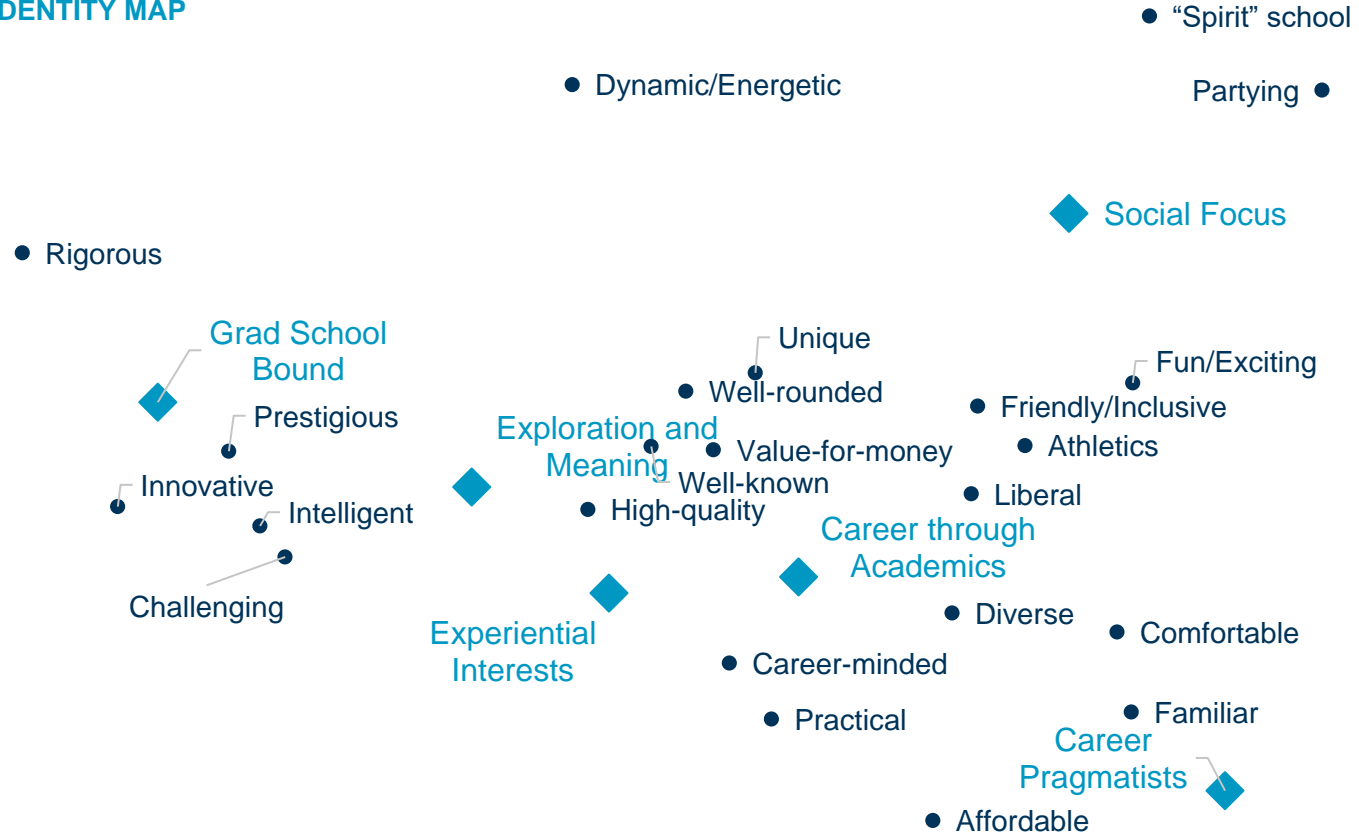 DENTITY MAP
“Spirit” school
Dynamic/Energetic
Partying
Social Focus
Rigorous
Grad School
Bound
Unique
Fun/Exciting
Well-rounded
Prestigious
Friendly/Inclusive
Exploration and
Meaning
Value-for-money
Athletics
Well-known
Innovative
Liberal
Intelligent
High-quality
Career through
Academics
Challenging
Diverse
Experiential
Interests
Comfortable
Career-minded
Familiar
Practical
Career
Pragmatists
Affordable